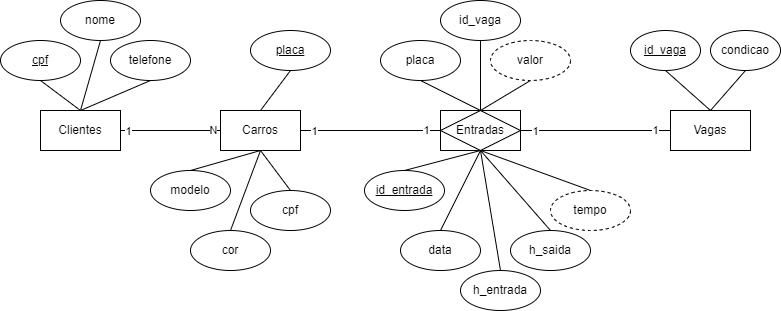 nome
id_vaga
cpf
telefone
placa
placa
valor
id_vaga
condicao
Clientes
1
N
Carros
1
1
Entradas
1
1
Vagas
modelo
cpf
id_entrada
tempo
cor
data
h_saida
h_entrada